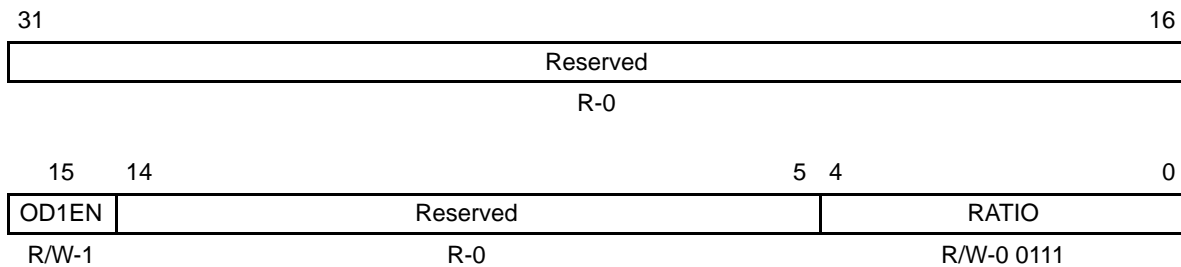 31 16
Reserved
R-0
15 14 5 4 0
OD1EN Reserved RATIO
R/W-1 R-0 R/W-0 0111